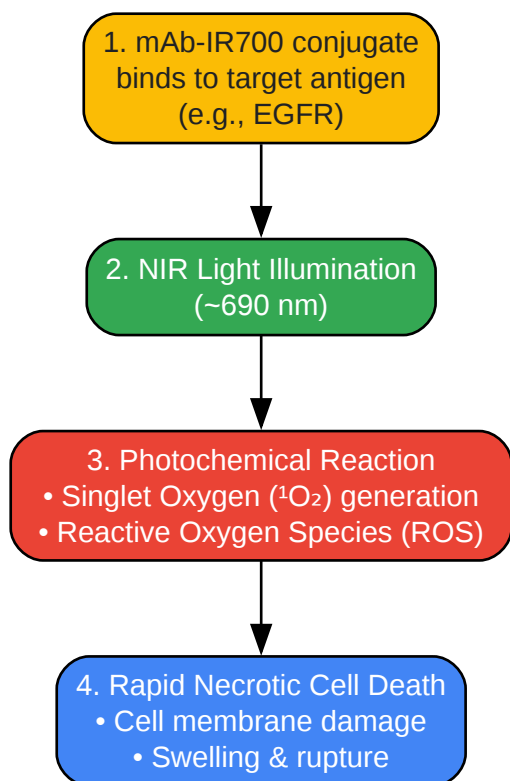 1. mAb-IR700 conjugate
binds to target antigen
(e.g., EGFR)
2. NIR Light Illumination
(~690 nm)
3. Photochemical Reaction
• Singlet Oxygen (¹O₂) generation
• Reactive Oxygen Species (ROS)
4. Rapid Necrotic Cell Death
• Cell membrane damage
• Swelling & rupture